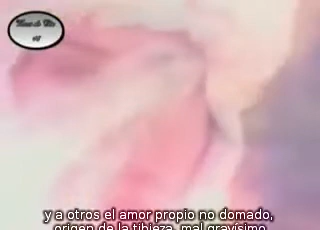 y a otros el amor propio no domado,
origen de la tibieza, mal gravísimo